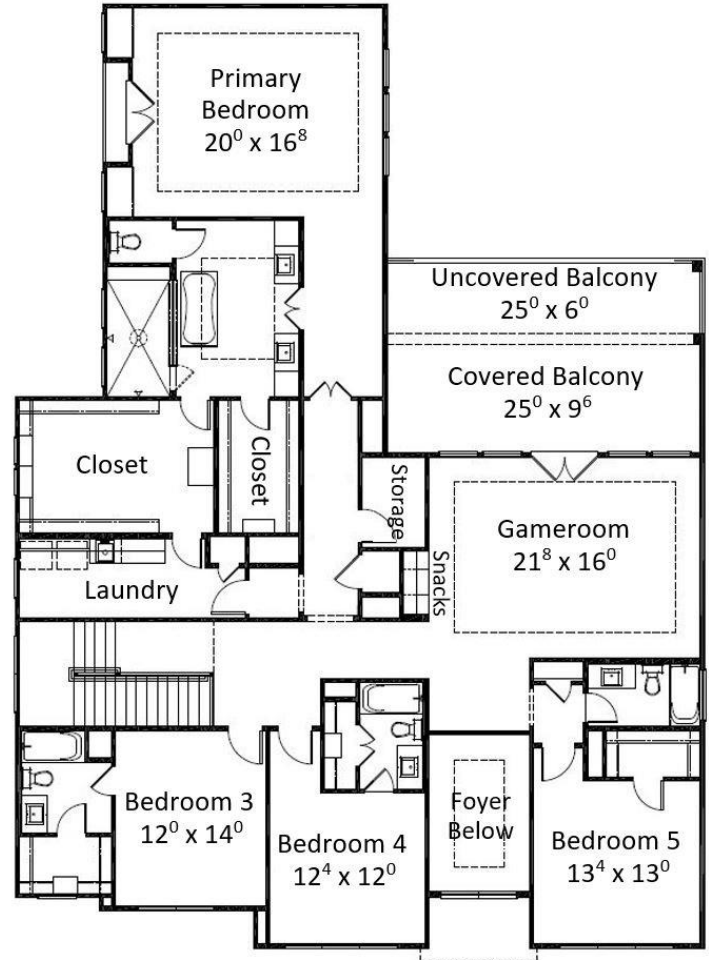 Primary
Bedroom
20⁰ x 16⁸
Uncovered Balcony
25⁰ x 6⁰
Covered Balcony
25⁰ x 9⁶
Closet
Closet
Storage
Gameroom
21⁸ x 16⁰
Snacks
Laundry
Bedroom 3
12⁰ x 14⁰
Bedroom 4
12⁴ x 12⁰
Foyer
Below
Bedroom 5
13⁴ x 13⁰